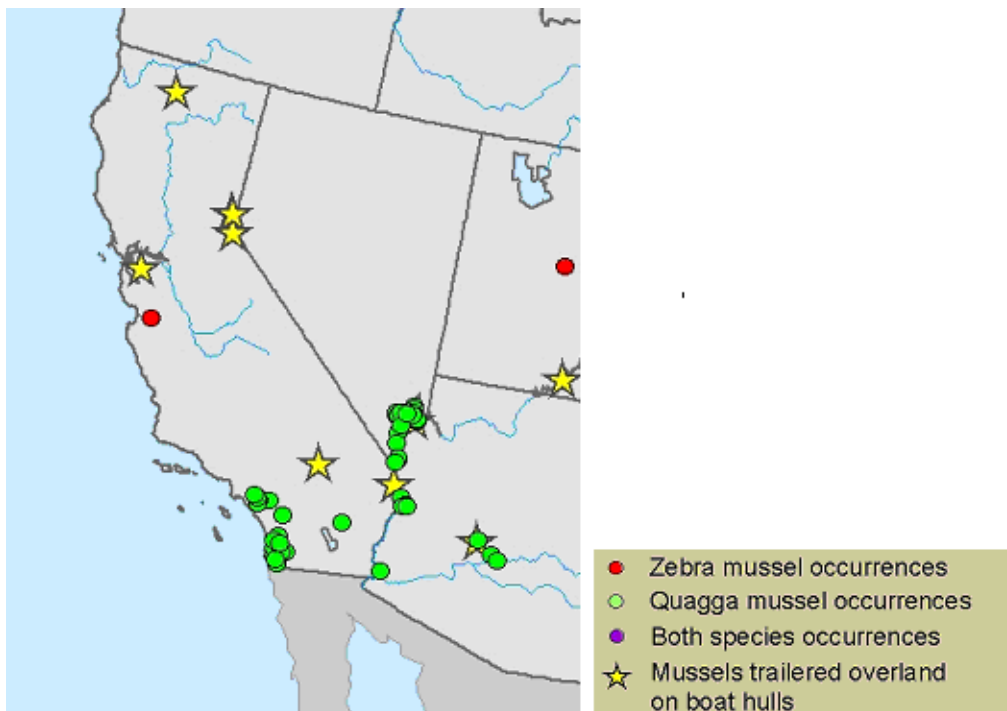 Zebra mussel occurrences
Quagga mussel occurrences
Both species occurrences
Mussels trailered overland
on boat hulls